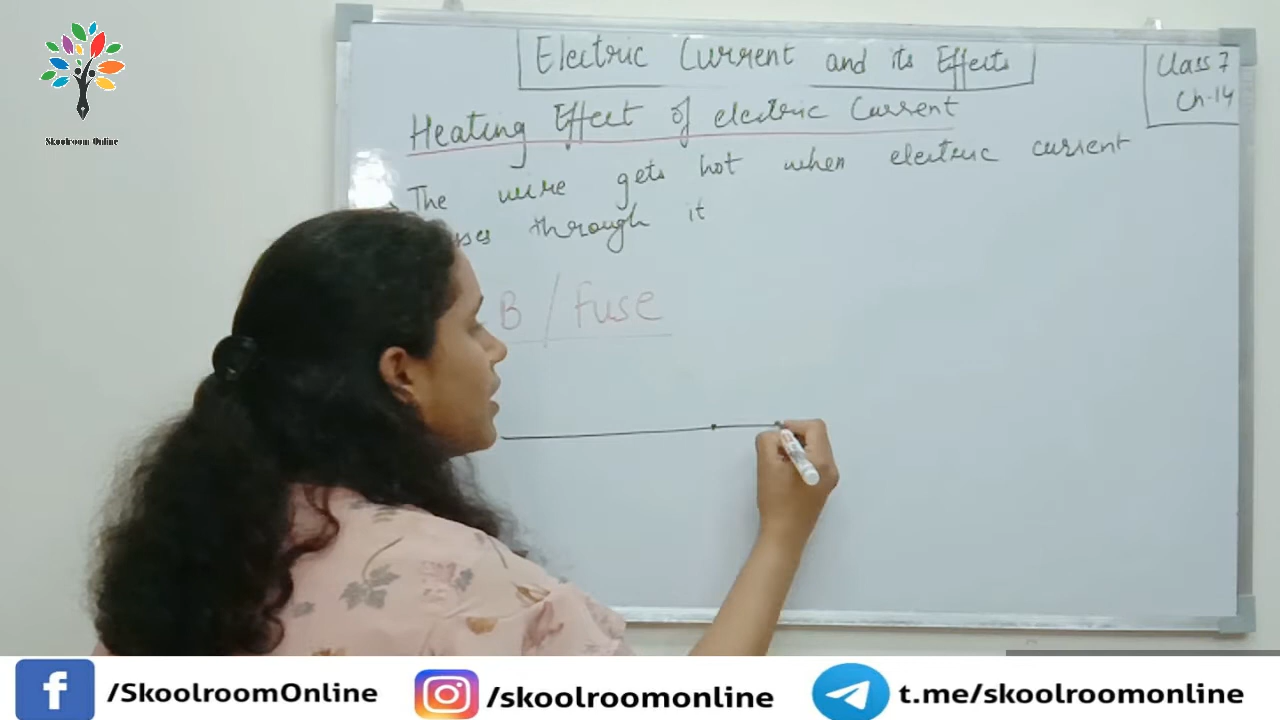 Skoolroom Online
Electric Current and its Effects
Class 7
Ch-14
Heating Effect of electric Current
The wire gets hot when electric current
through it
B / Fuse
/SkoolroomOnline
/skoolroomonline
t.me/skoolroomonline